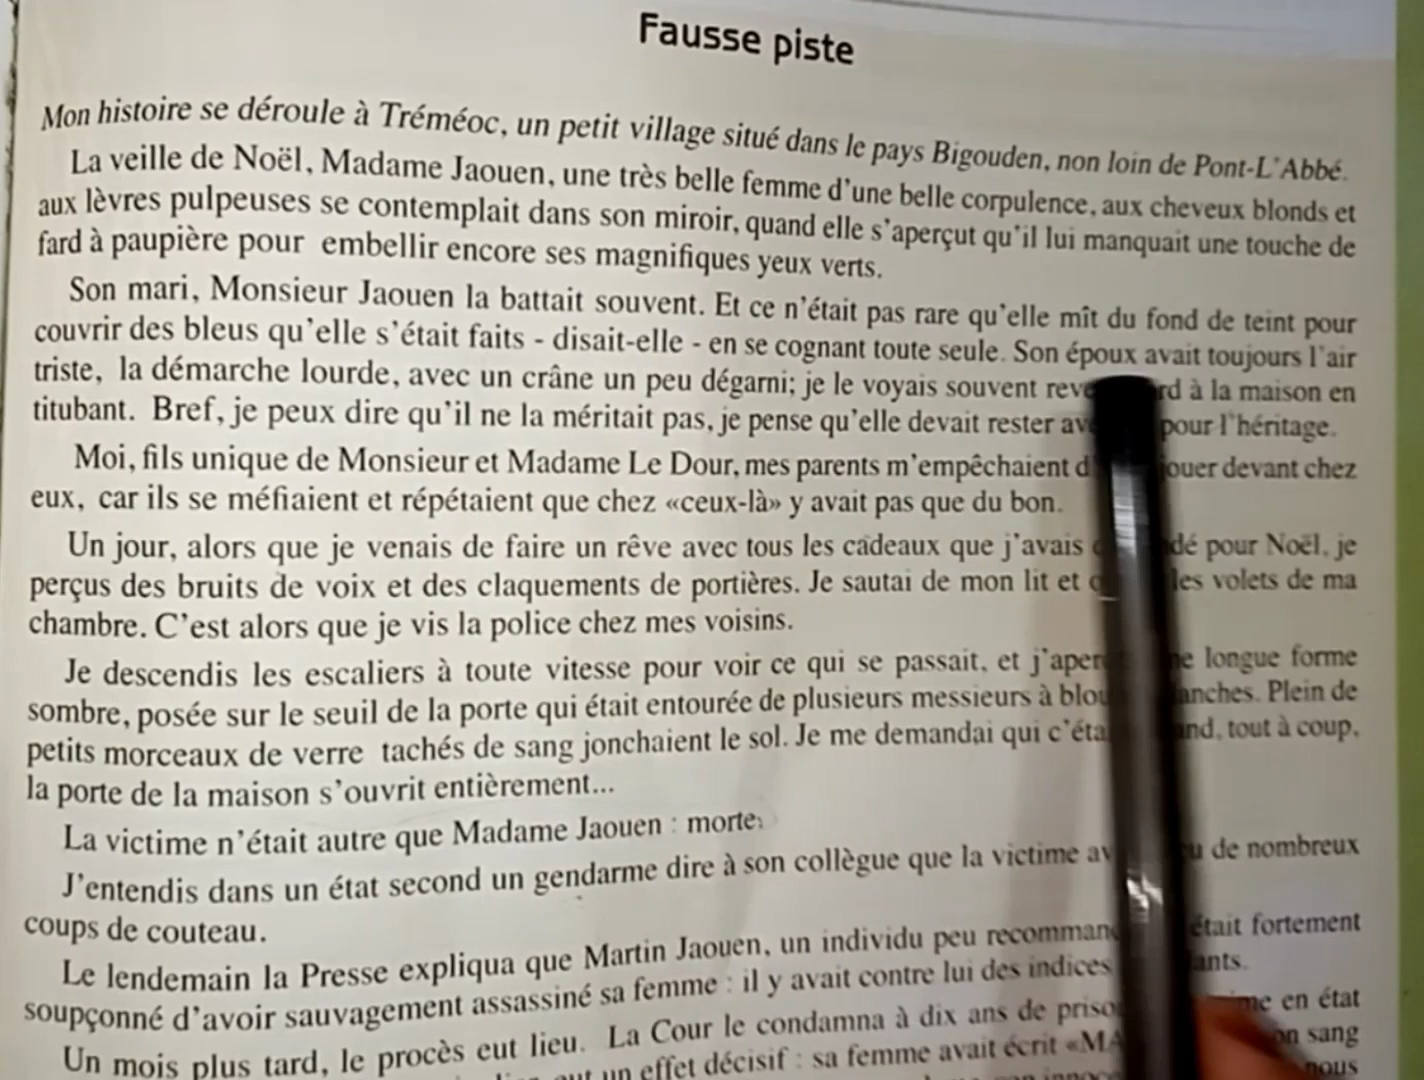 Fausse piste
Mon histoire se déroule à Tréméoc, un petit village situé dans le pays Bigouden, non loin de Pont-L'Abbé.
La veille de Noël, Madame Jaouen, une très belle femme d'une belle corpulence, aux cheveux blonds et
aux lèvres pulpeuses se contemplait dans son miroir, quand elle s'aperçut qu'il lui manquait une touche de
fard à paupière pour embellir encore ses magnifiques yeux verts.
Son mari, Monsieur Jaouen la battait souvent. Et ce n'était pas rare qu'elle mît du fond de teint pour
couvrir des bleus qu'elle s'était faits - disait-elle - en se cognant toute seule. Son époux avait toujours l'air
triste, la démarche lourde, avec un crâne un peu dégarni; je le voyais souvent à la maison en
titubant. Bref, je peux dire qu'il ne la méritait pas, je pense qu'elle devait rester pour l'héritage.
Moi, fils unique de Monsieur et Madame Le Dour, mes parents m'empêchaient jouer devant chez
eux, car ils se méfiaient et répétaient que chez «ceux-là» y avait pas que du bon.
Un jour, alors que je venais de faire un rêve avec tous les cadeaux que j'avais pour Noël, je
perçus des bruits de voix et des claquements de portières. Je sautai de mon lit et les volets de ma
chambre. C'est alors que je vis la police chez mes voisins.
Je descendis les escaliers à toute vitesse pour voir ce qui se passait, et longue forme
sombre, posée sur le seuil de la porte qui était entourée de plusieurs messieurs à Plein de
petits morceaux de verre tachés de sang jonchaient le sol. Je me demandai qui tout à coup,
la porte de la maison s'ouvrit entièrement...
La victime n'était autre que Madame Jaouen : morte.
J'entendis dans un état second un gendarme dire à son collègue que la victime de nombreux
coups de couteau.
Le lendemain la Presse expliqua que Martin Jaouen, un individu peu était fortement
soupçonné d'avoir sauvagement assassiné sa femme : il y avait contre lui des indices
Un mois plus tard, le procès eut lieu. La Cour le condamna à dix ans de en état
un effet décisif : sa femme avait écrit sang
nous